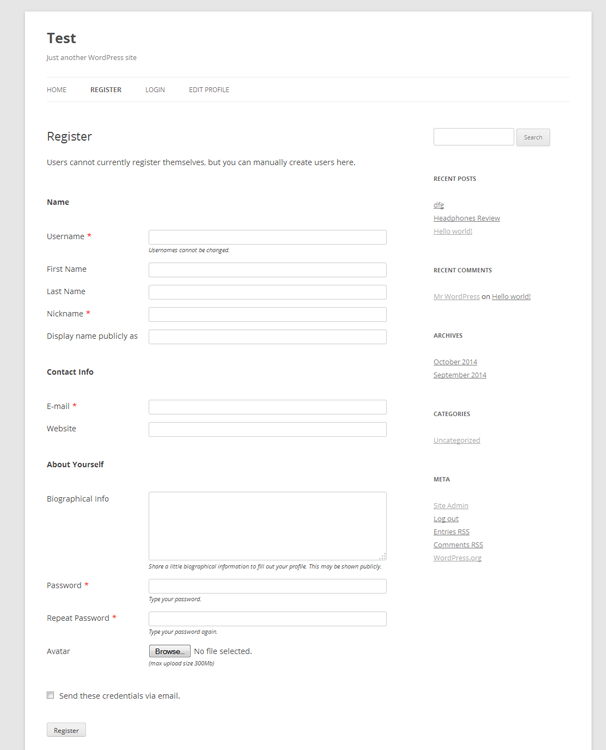 Test
Just another WordPress site
HOME REGISTER LOGIN EDIT PROFILE
Register
Users cannot currently register themselves, but you can manually create users here.
Name
Username *
Usernames cannot be changed.
First Name
Last Name
Nickname *
Display name publicly as
Contact Info
E-mail *
Website
About Yourself
Biographical Info
Share a little biographical information to fill out your profile. This may be shown publicly.
Password *
Type your password.
Repeat Password *
Type your password again.
Avatar Browse... No file selected.
(max upload size 300Mb)
Send these credentials via email.
Register
Search
RECENT POSTS
dfg
Headphones Review
Hello world!
RECENT COMMENTS
Mr WordPress on Hello world!
ARCHIVES
October 2014
September 2014
CATEGORIES
Uncategorized
META
Site Admin
Log out
Entries RSS
Comments RSS
WordPress.org